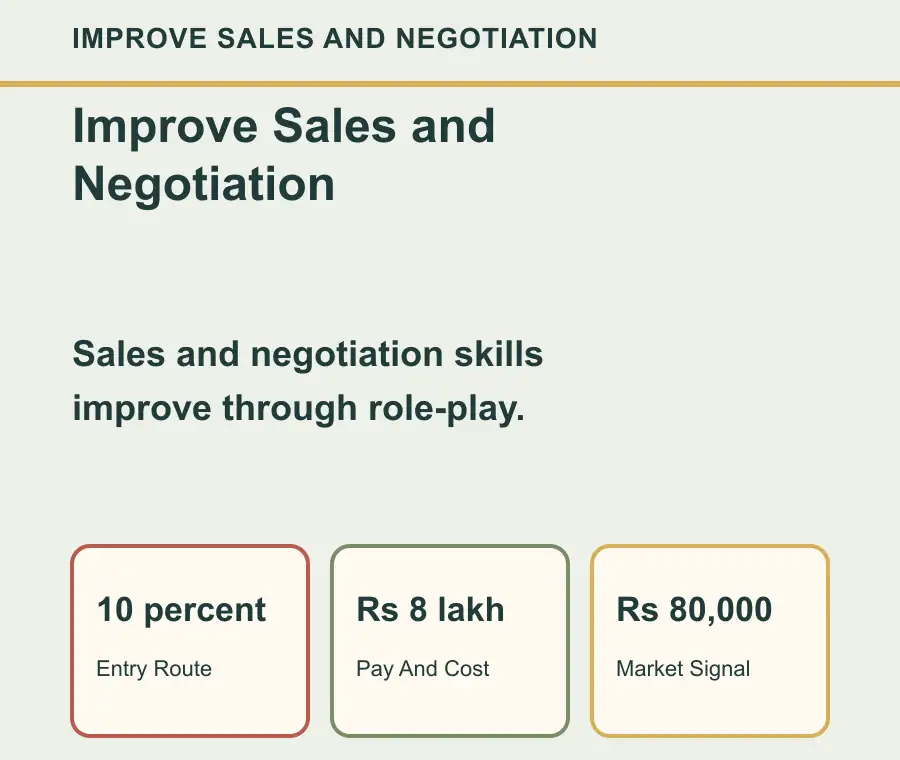 IMPROVE SALES AND NEGOTIATION
Improve Sales and
Negotiation
Sales and negotiation skills
improve through role-play.
10 percent
Entry Route
Rs 8 lakh
Pay And Cost
Rs 80,000
Market Signal